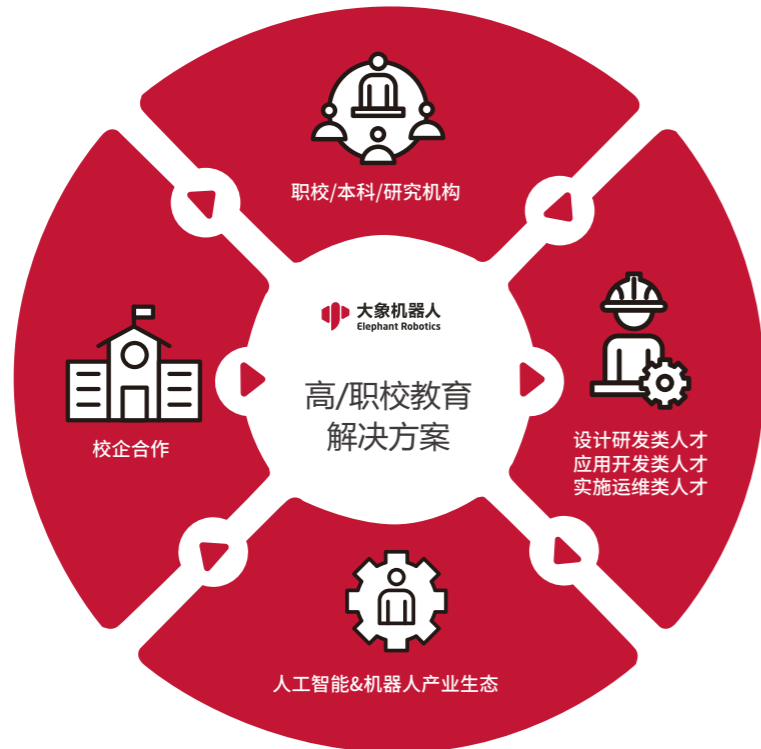 职校/本科/研究机构
大象机器人
Elephant Robotics
高/职校教育
解决方案
校企合作
设计研发类人才
应用开发类人才
实施运维类人才
人工智能&机器人产业生态